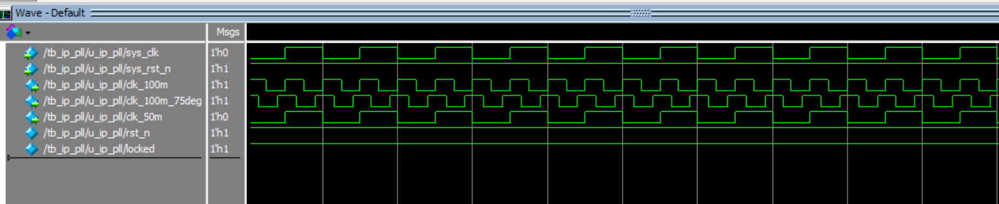 Wave - Default
Msgs
/tb_ip_pll/u_ip_pll/sys_clk 1'h0
/tb_ip_pll/u_ip_pll/sys_rst_n 1'h1
/tb_ip_pll/u_ip_pll/clk_100m 1'h1
/tb_ip_pll/u_ip_pll/clk_100m_75deg 1'h1
/tb_ip_pll/u_ip_pll/clk_50m 1'h0
/tb_ip_pll/u_ip_pll/rst_n 1'h1
/tb_ip_pll/u_ip_pll/locked 1'h1